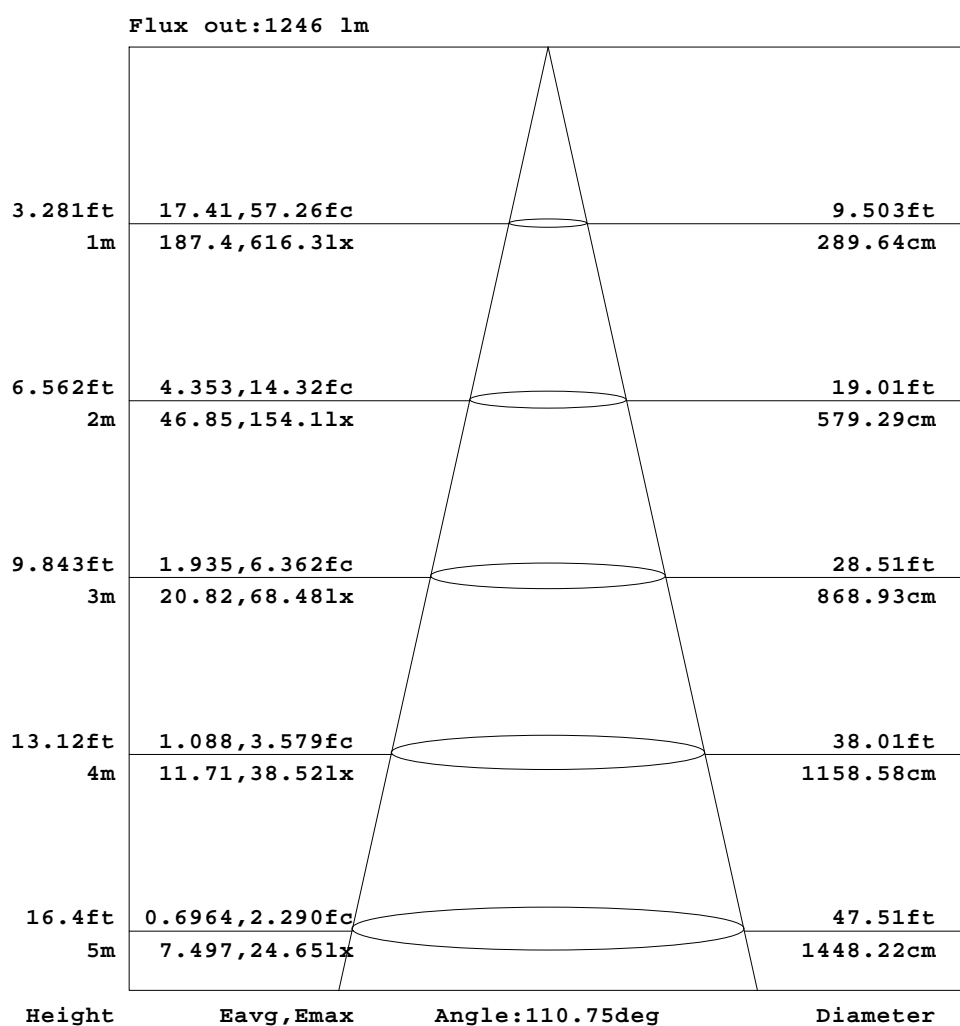 Flux out:1246 lm
3.281ft 17.41,57.26fc 9.503ft
1m 187.4,616.3lx 289.64cm
6.562ft 4.353,14.32fc 19.01ft
2m 46.85,154.1lx 579.29cm
9.843ft 1.935,6.362fc 28.51ft
3m 20.82,68.48lx 868.93cm
13.12ft 1.088,3.579fc 38.01ft
4m 11.71,38.52lx 1158.58cm
16.4ft 0.6964,2.290fc 47.51ft
5m 7.497,24.65lx 1448.22cm
Height Eavg,Emax Angle:110.75deg Diameter